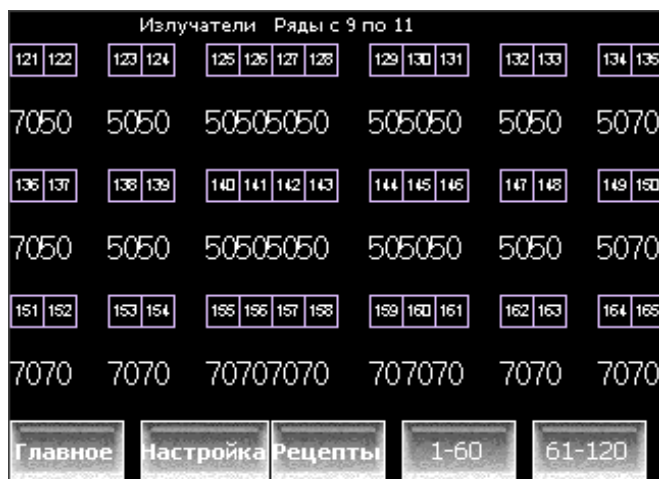 Излучатели Ряды с 9 по 11
121 122 123 124 125 126 127 128 129 130 131 132 133 134 135
7050 5050 50505050 505050 5050 5070
136 137 138 139 140 141 142 143 144 145 146 147 148 149 150
7050 5050 50505050 505050 5050 5070
151 152 153 154 155 156 157 158 159 160 161 162 163 164 165
7070 7070 70707070 707070 7070 7070
Главное Настройка Рецепты 1-60 61-120